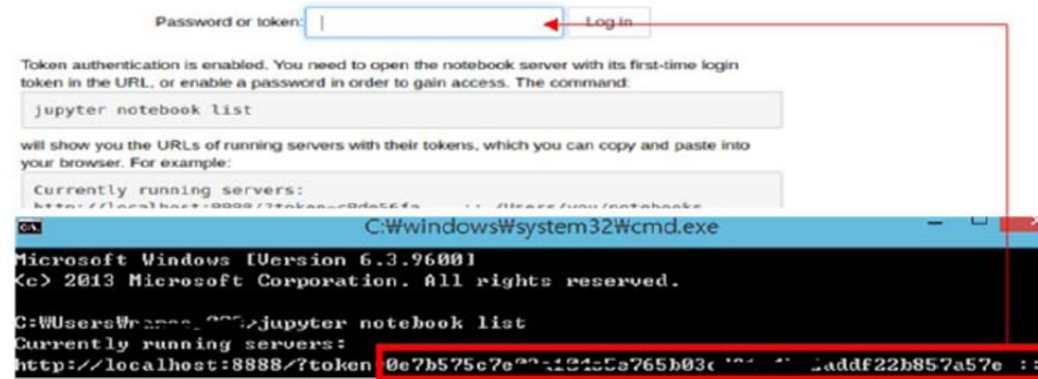 Password or token:
Log in
Token authentication is enabled. You need to open the notebook server with its first-time login
token in the URL, or enable a password in order to gain access. The command:
jupyter notebook list
will show you the URLs of running servers with their tokens, which you can copy and paste into
your browser. For example:
Currently running servers:
C:₩windows₩system32₩cmd.exe
Microsoft Windows [Version 6.3.9600]
(c) 2013 Microsoft Corporation. All rights reserved.
jupyter notebook list
Currently running servers:
http://localhost:8888/?token